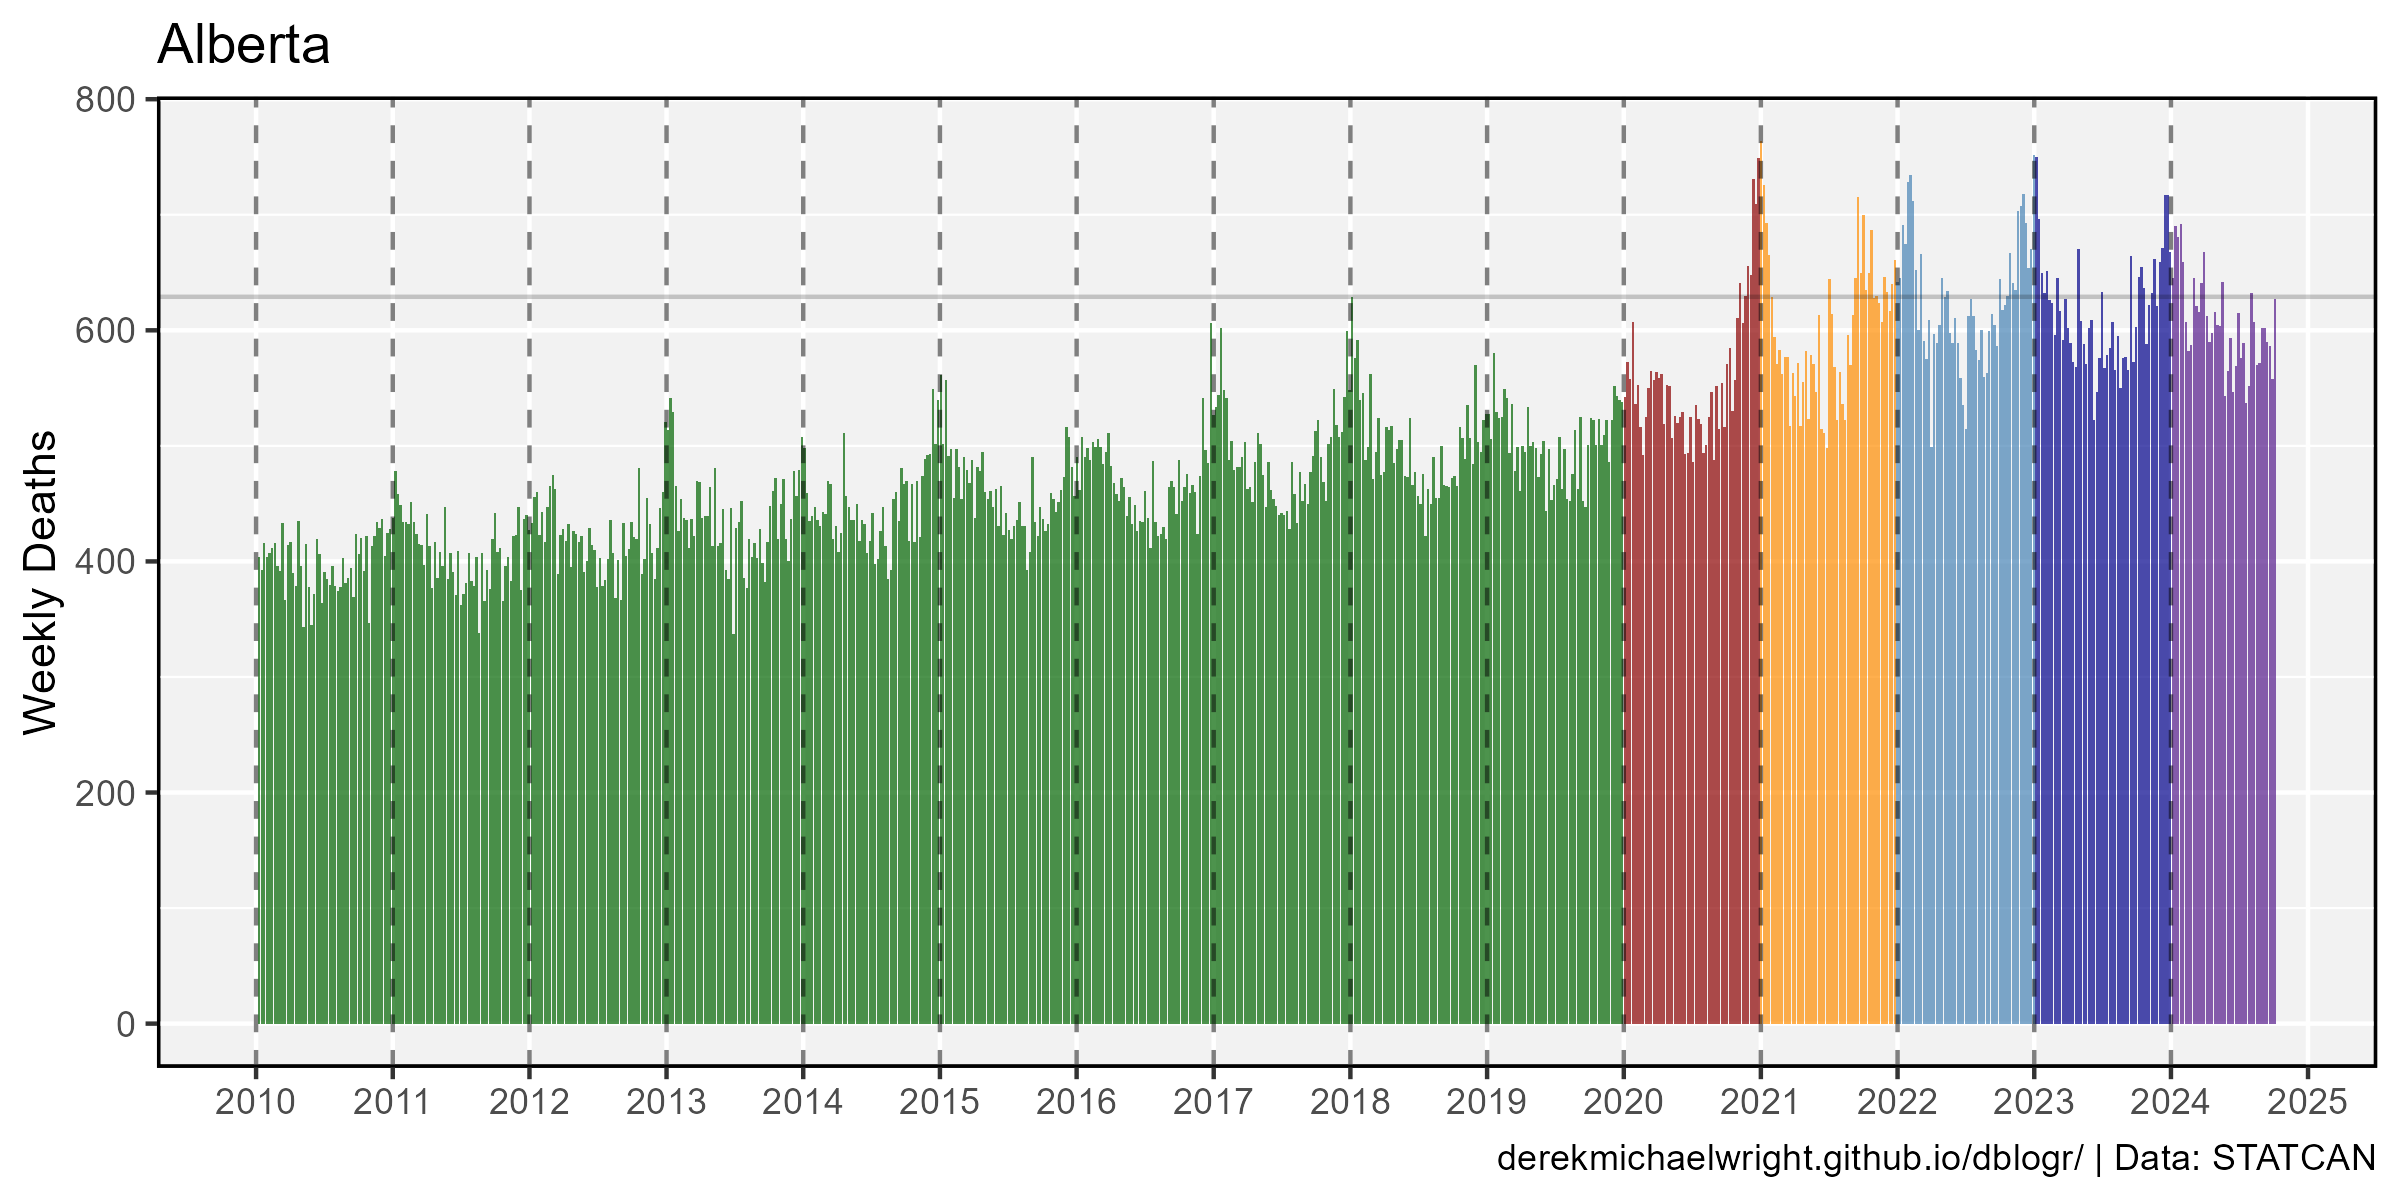 Alberta
Weekly Deaths
800
600
400
200
0
2010 2011 2012 2013 2014 2015 2016 2017 2018 2019 2020 2021 2022 2023 2024 2025
derekmichaelwright.github.io/dblogr/ | Data: STATCAN